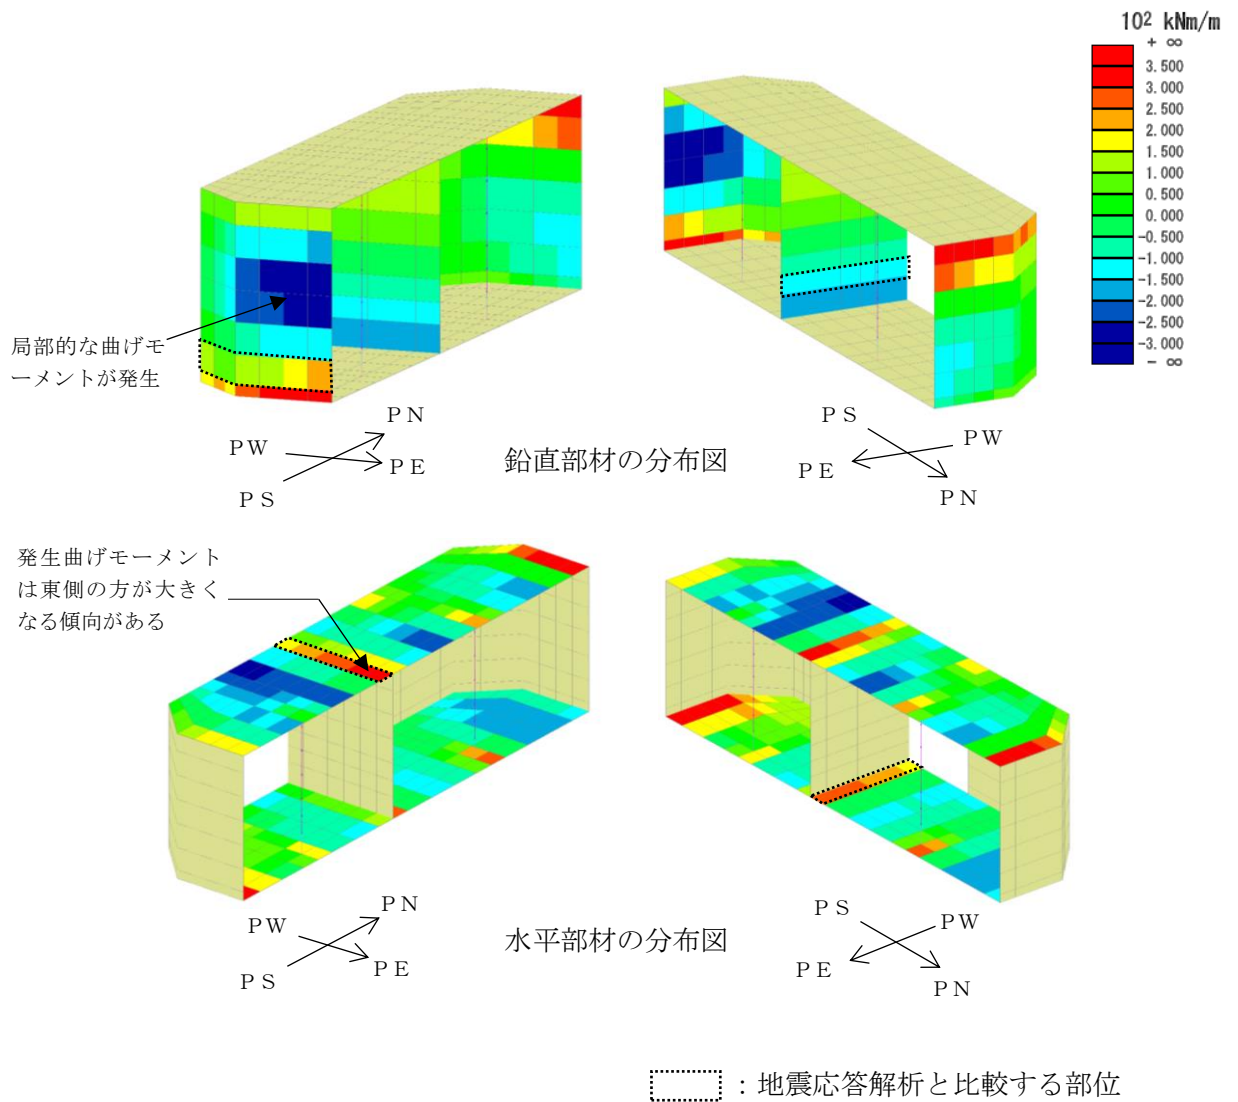 10² kNm/m
+ ∞
3.500
3.000
2.500
2.000
1.500
1.000
0.500
0.000
-0.500
-1.000
-1.500
-2.000
-2.500
-3.000
- ∞
局部的な曲げモ
ーメントが発生
PN
PW
PE
PS
鉛直部材の分布図
PS
PW
PE
PN
発生曲げモーメント
は東側の方が大きく
なる傾向がある
PN
PW
PE
PS
水平部材の分布図
PS
PW
PE
PN
：地震応答解析と比較する部位